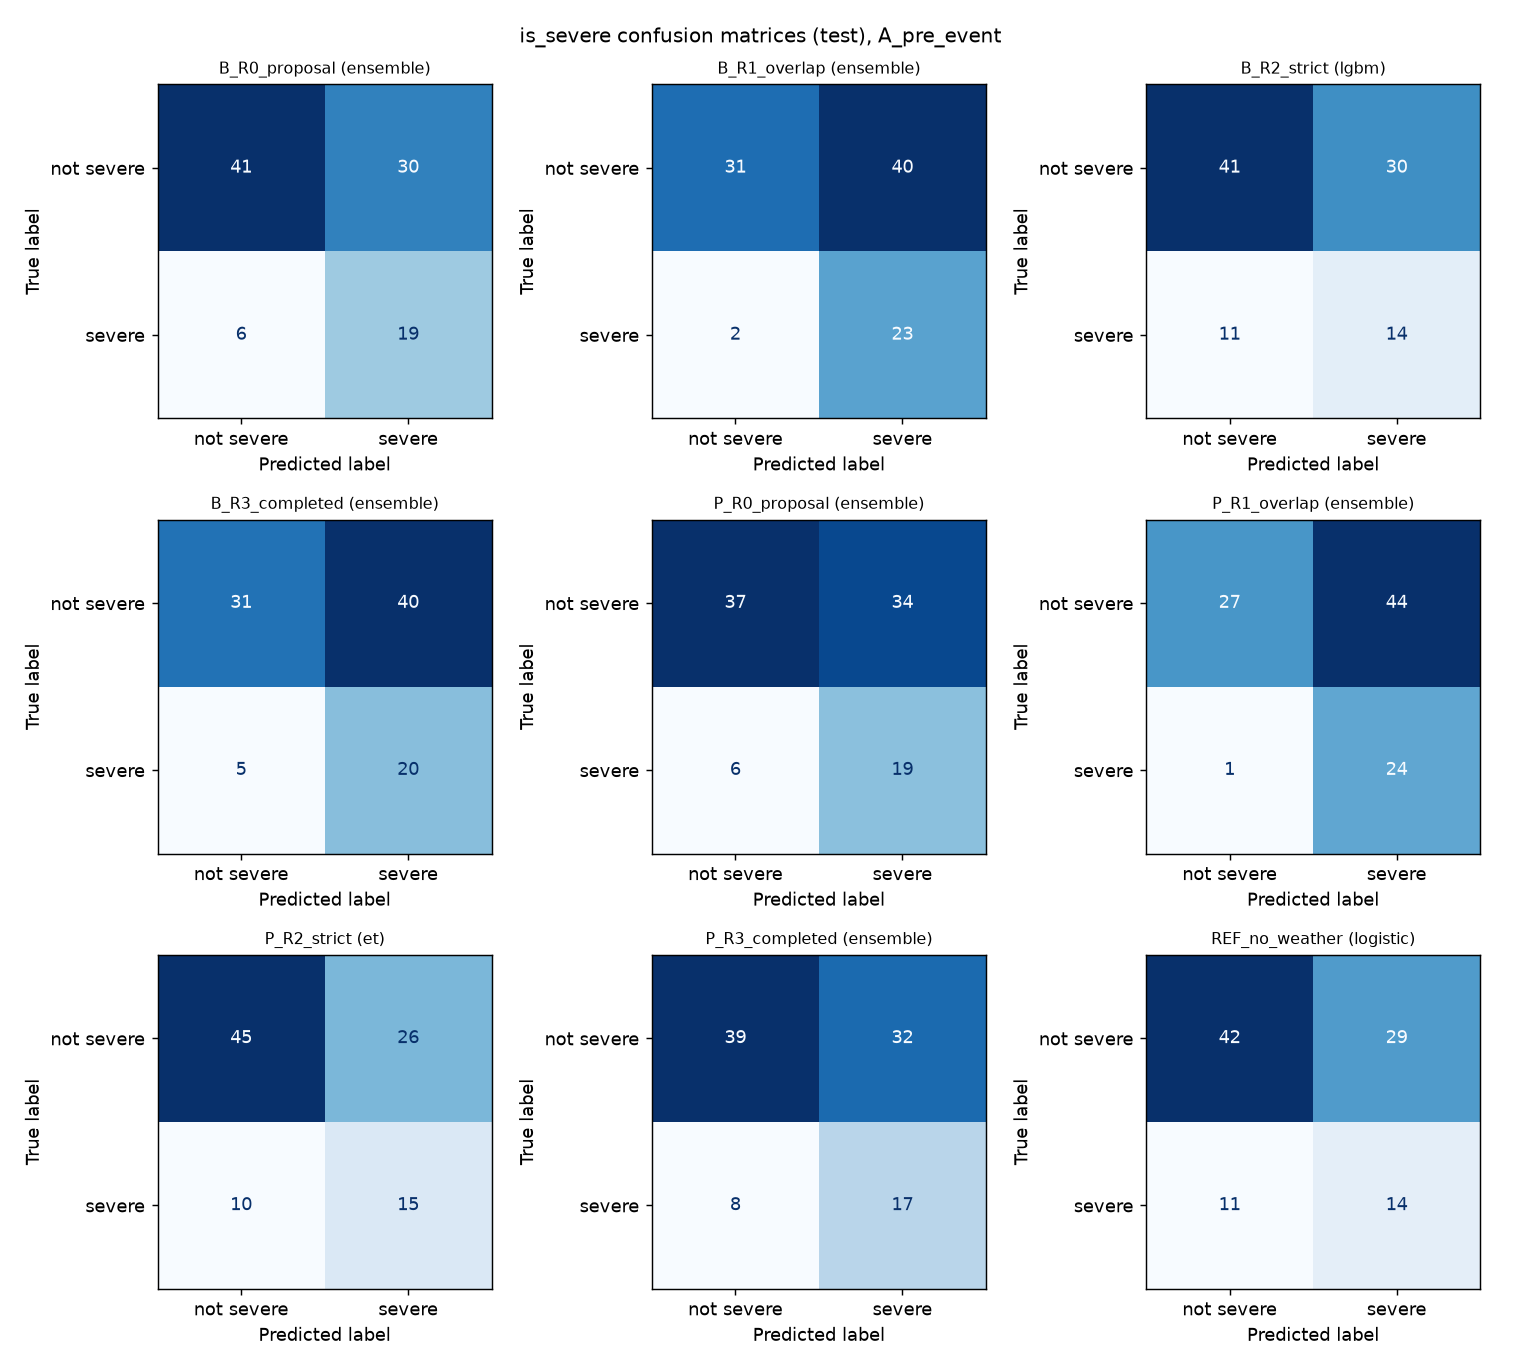 is_severe confusion matrices (test), A_pre_event
B_R0_proposal (ensemble)
True label
not severe
41
30
severe
6
19
not severe
severe
Predicted label
B_R1_overlap (ensemble)
True label
not severe
31
40
severe
2
23
not severe
severe
Predicted label
B_R2_strict (lgbm)
True label
not severe
41
30
severe
11
14
not severe
severe
Predicted label
B_R3_completed (ensemble)
True label
not severe
31
40
severe
5
20
not severe
severe
Predicted label
P_R0_proposal (ensemble)
True label
not severe
37
34
severe
6
19
not severe
severe
Predicted label
P_R1_overlap (ensemble)
True label
not severe
27
44
severe
1
24
not severe
severe
Predicted label
P_R2_strict (et)
True label
not severe
45
26
severe
10
15
not severe
severe
Predicted label
P_R3_completed (ensemble)
True label
not severe
39
32
severe
8
17
not severe
severe
Predicted label
REF_no_weather (logistic)
True label
not severe
42
29
severe
11
14
not severe
severe
Predicted label